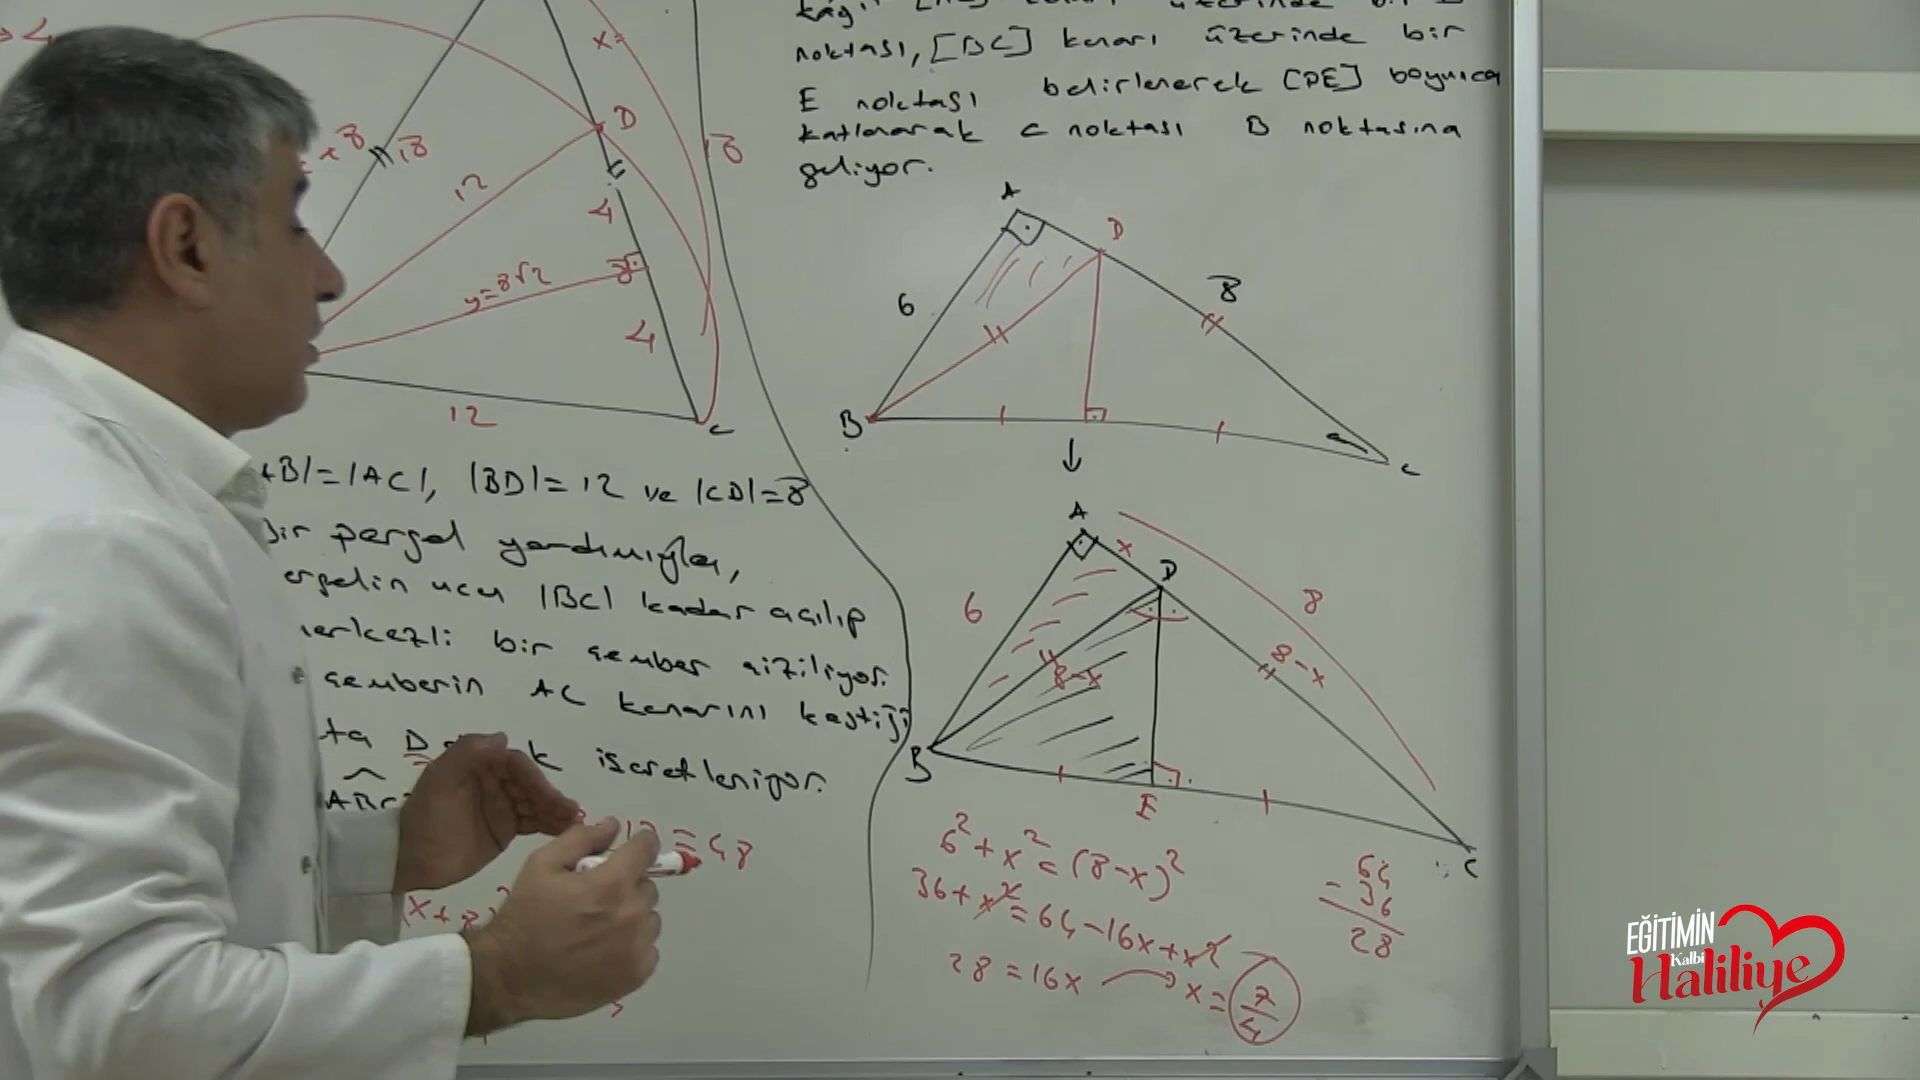 12
D
8
12
4
y=8√2
4
12
C
|=|AC|, |BD|=12 ve |CD|=8
bir pergel yardımıyla,
ucu |BC| kadar açılıp
merkezli bir çember çiziliyor.
çemberin AC kenarını kestiği
işaretleniyor.
=48
noktası, [BC] kenarı üzerinde bir
E noktası belirlenerek [DE] boyunca
katlanarak C noktası B noktasına
geliyor.
A
D
6
8
B
C
A
x
D
6
8
8-x
8-x
B
E
C
6²+x²=(8-x)²
36+x²=64-16x+x²
28=16x
x=7/4
64
-36
28
EĞİTİMİN
Kalbi
Haliliye